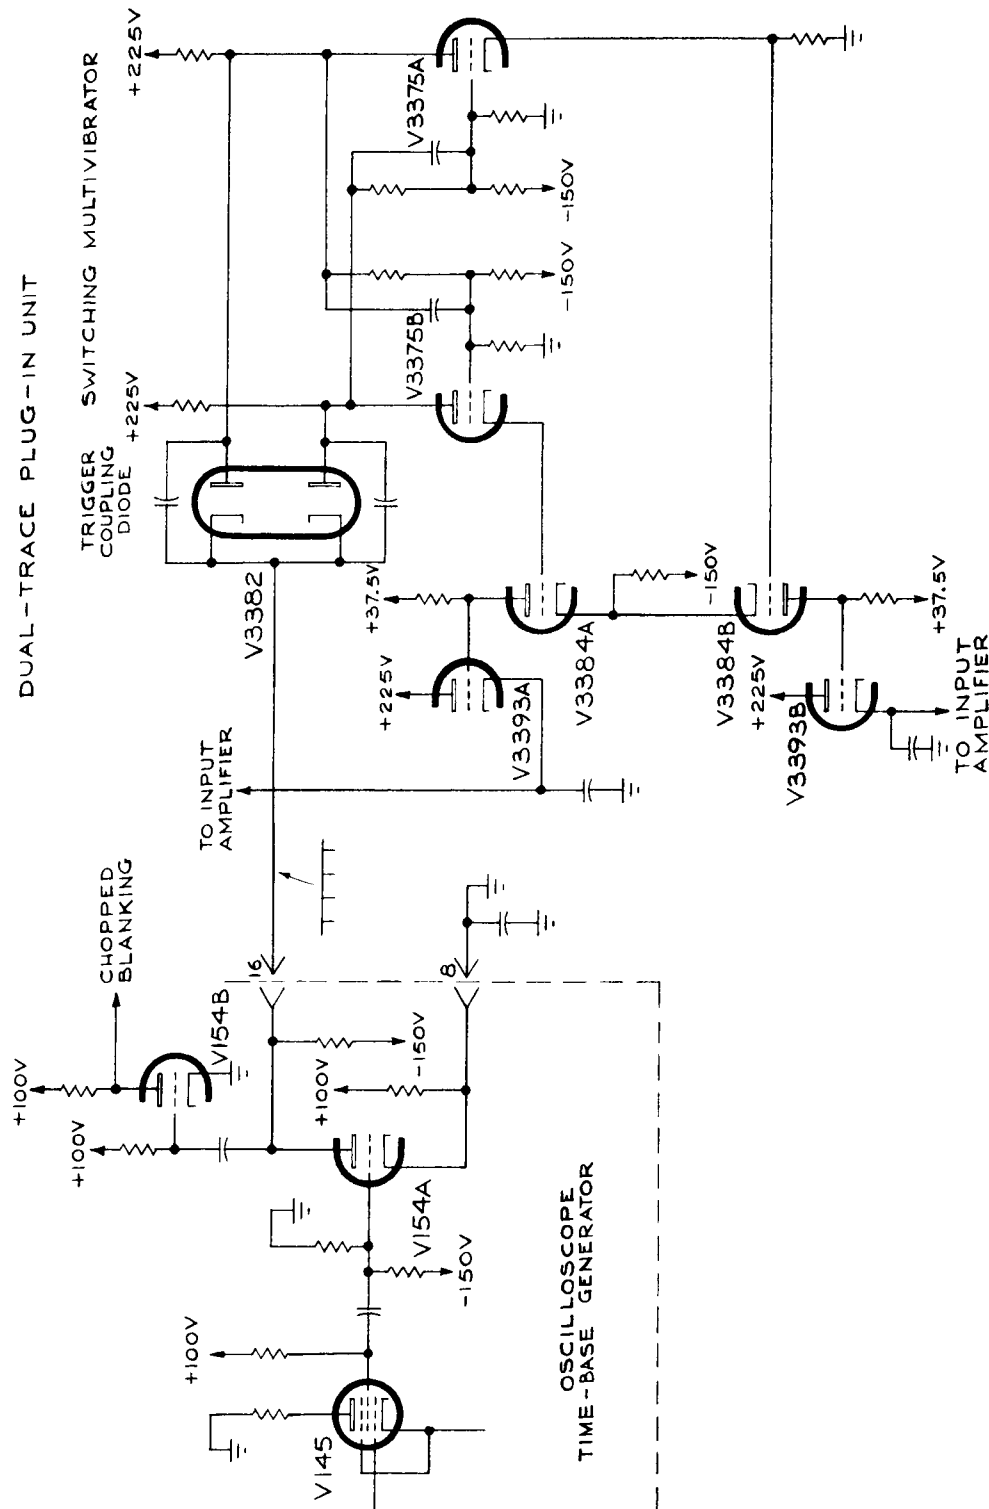 DUAL-TRACE PLUG-IN UNIT
SWITCHING MULTIVIBRATOR
+225V
V3375A
-150V
-150V
V3375B
+225V
TRIGGER
COUPLING
DIODE
V3382
+37.5V
V3384A
-150V
V3384B
+37.5V
+225V
V3393A
+225V
V3393B
TO INPUT
AMPLIFIER
TO INPUT
AMPLIFIER
CHOPPED
BLANKING
16
8
+100V
V154B
+100V
-150V
+100V
V154A
-150V
+100V
V145
OSCILLOSCOPE
TIME-BASE GENERATOR